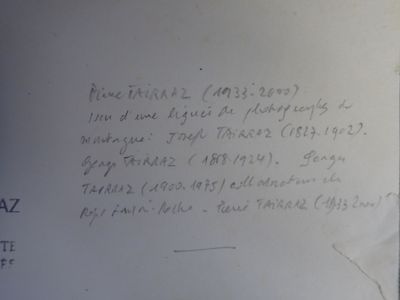 Pierre TAIRRAZ (1933-2000).
issu d'une lignée de photographes de
montagne: Joseph TAIRRAZ (1827-1902).
Georges TAIRRAZ (1868-1924). Georges
TAIRRAZ (1900-1975) collaborateur de
Roger Frison-Roche - Pierre TAIRRAZ (1933-2000)
AZ
TE
ES